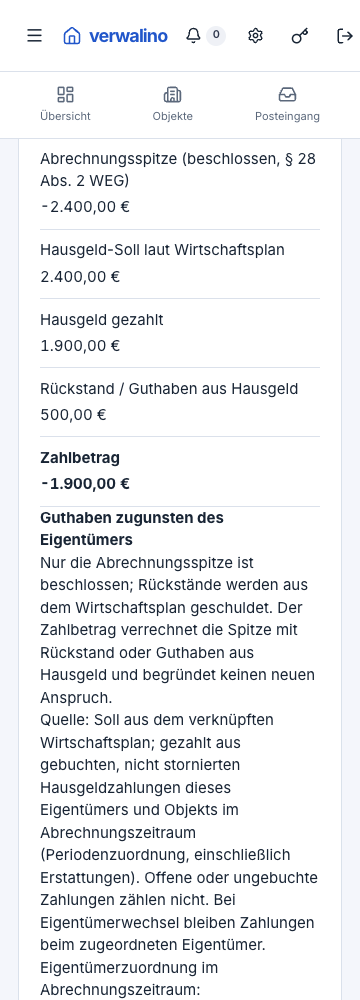 verwalino
0
Übersicht
Objekte
Posteingang
Abrechnungsspitze (beschlossen, § 28
Abs. 2 WEG)
-2.400,00 €
Hausgeld-Soll laut Wirtschaftsplan
2.400,00 €
Hausgeld gezahlt
1.900,00 €
Rückstand / Guthaben aus Hausgeld
500,00 €
Zahlbetrag
-1.900,00 €
Guthaben zugunsten des
Eigentümers
Nur die Abrechnungsspitze ist
beschlossen; Rückstände werden aus
dem Wirtschaftsplan geschuldet. Der
Zahlbetrag verrechnet die Spitze mit
Rückstand oder Guthaben aus
Hausgeld und begründet keinen neuen
Anspruch.
Quelle: Soll aus dem verknüpften
Wirtschaftsplan; gezahlt aus
gebuchten, nicht stornierten
Hausgeldzahlungen dieses
Eigentümers und Objekts im
Abrechnungszeitraum
(Periodenzuordnung, einschließlich
Erstattungen). Offene oder ungebuchte
Zahlungen zählen nicht. Bei
Eigentümerwechsel bleiben Zahlungen
beim zugeordneten Eigentümer.
Eigentümerzuordnung im
Abrechnungszeitraum: